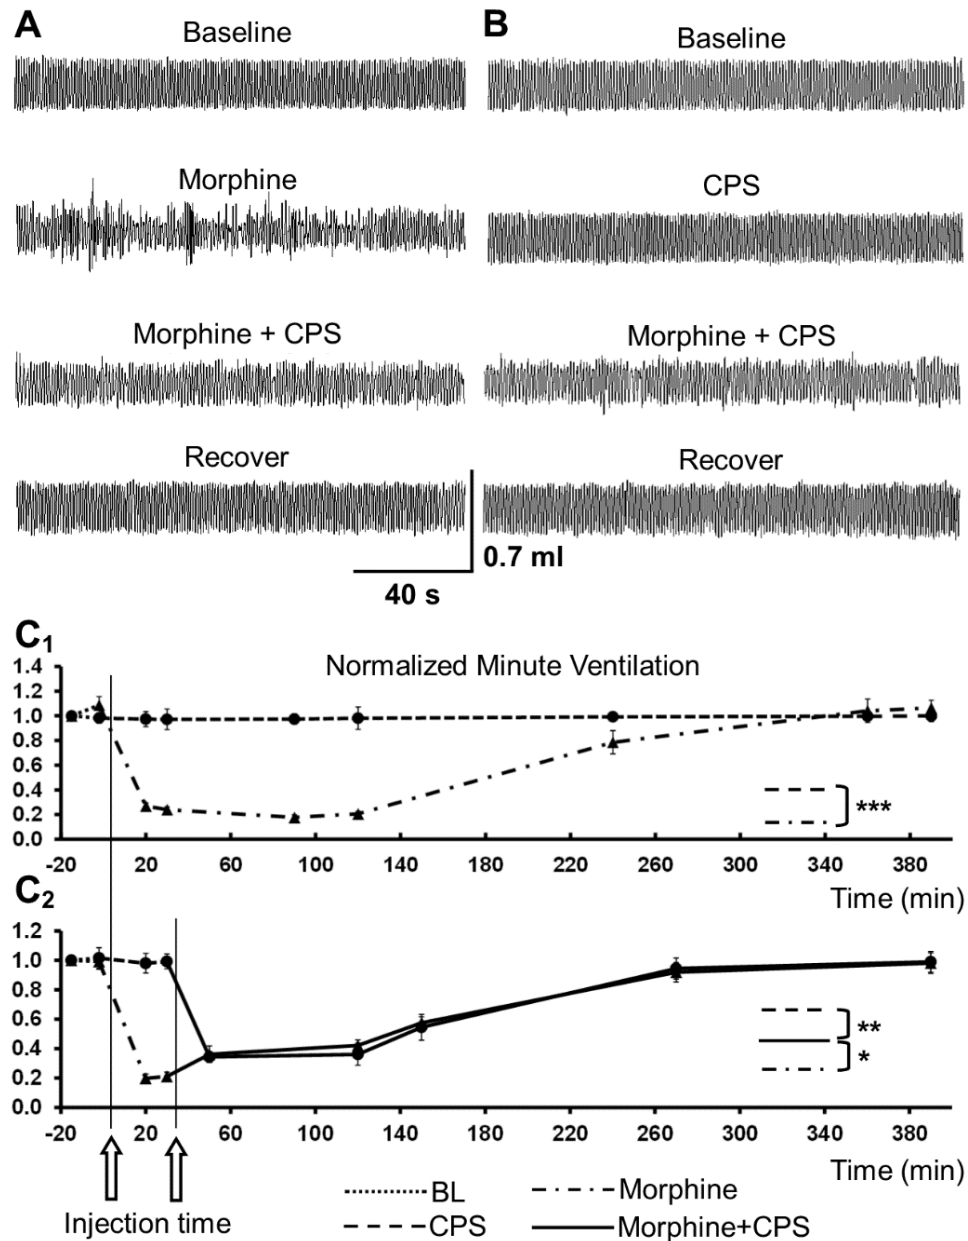 A
B
Baseline
Baseline
Morphine
CPS
Morphine + CPS
Morphine + CPS
Recover
Recover
0.7 ml
40 s
C1
Normalized Minute Ventilation
1.4
1.2
1.0
0.8
0.6
0.4
0.2
0.0
***
-20 20 60 100 140 180 220 260 300 340 380
Time (min)
C2
1.2
1.0
0.8
0.6
0.4
0.2
0.0
**
*
-20 20 60 100 140 180 220 260 300 340 380
Time (min)
Injection time
BL
Morphine
CPS
Morphine+CPS